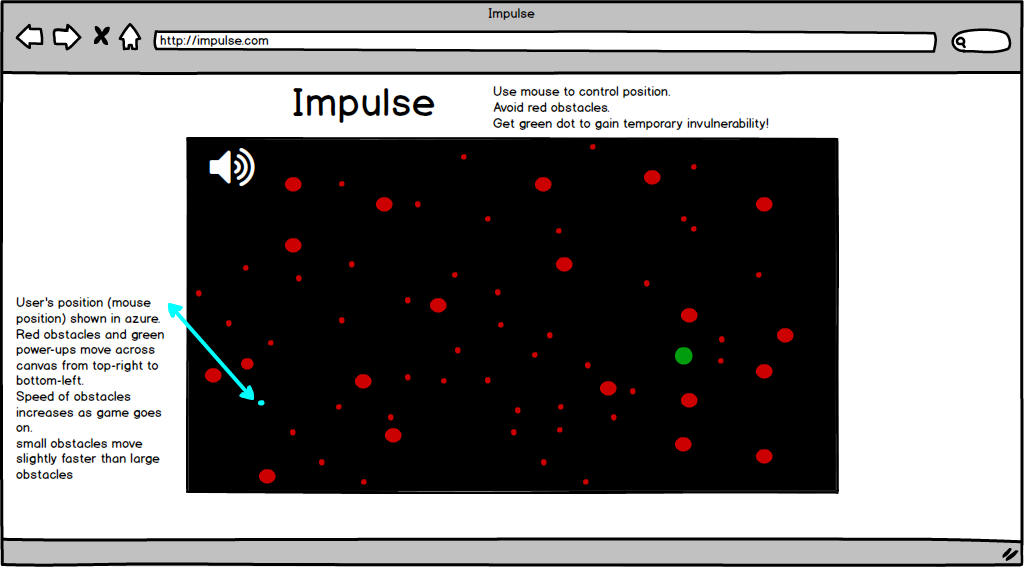 Impulse
http://impulse.com
Impulse
Use mouse to control position.
Avoid red obstacles.
Get green dot to gain temporary invulnerability!
User's position (mouse
position) shown in azure.
Red obstacles and green
power-ups move across
canvas from top-right to
bottom-left.
Speed of obstacles
increases as game goes
on.
small obstacles move
slightly faster than large
obstacles